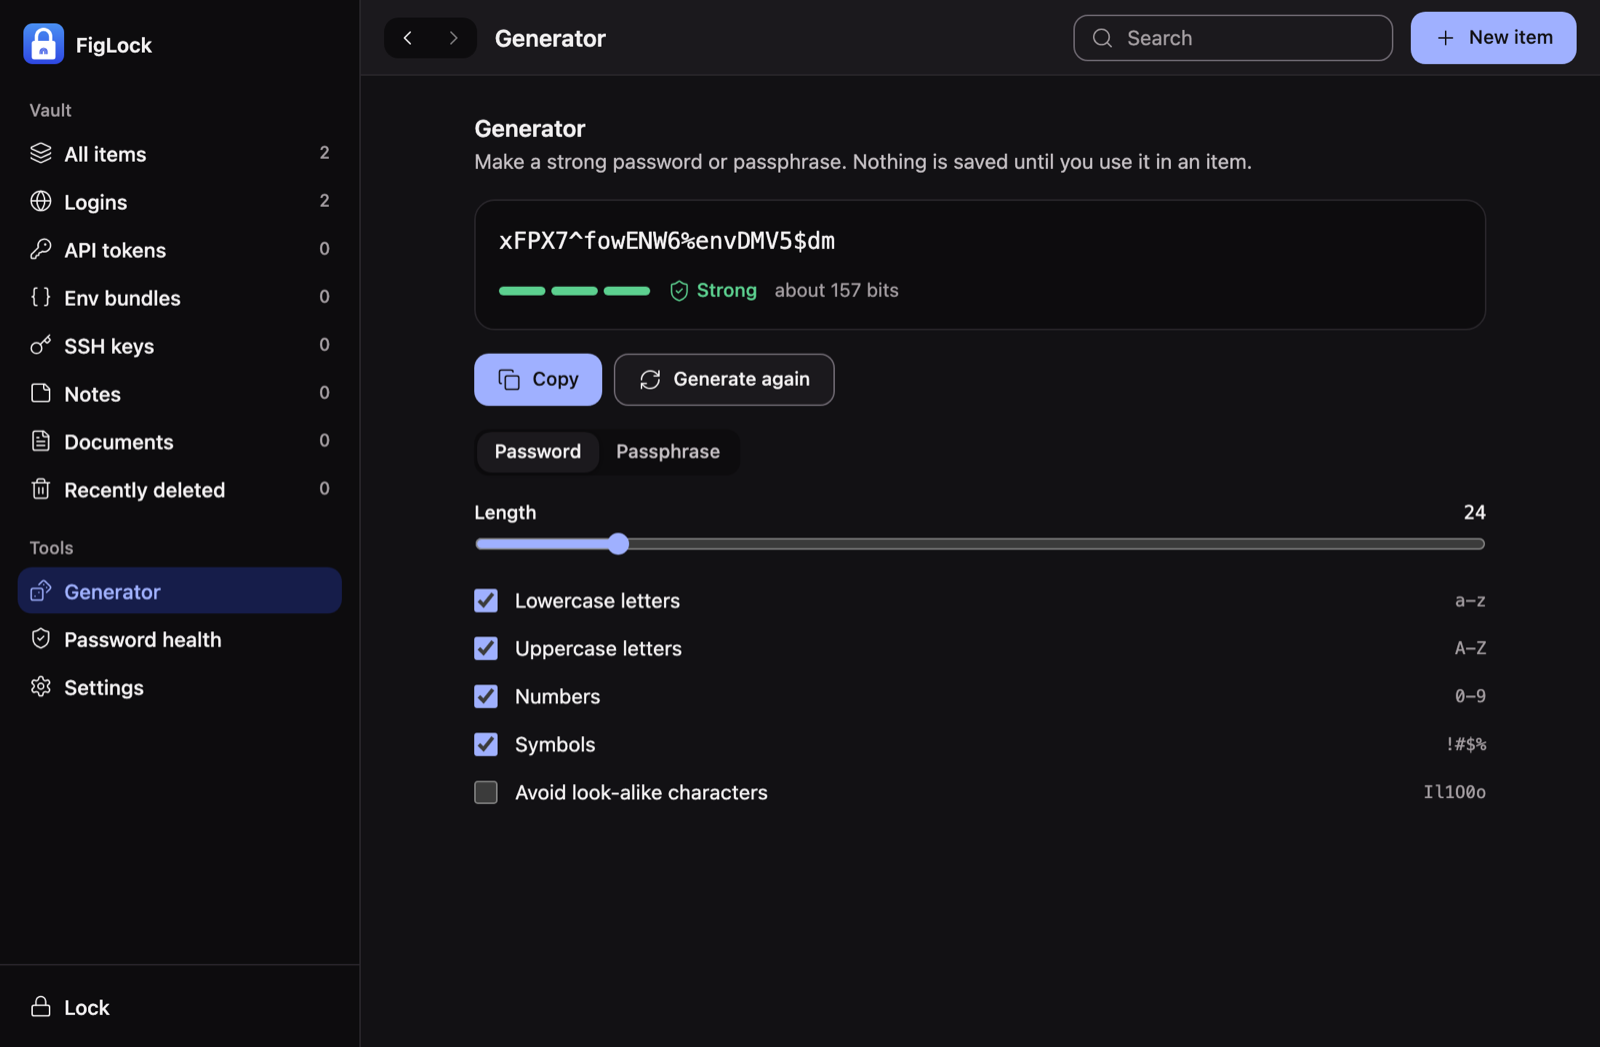 FigLock
Vault
All items 2
Logins 2
API tokens 0
Env bundles 0
SSH keys 0
Notes 0
Documents 0
Recently deleted 0
Tools
Generator
Password health
Settings
Lock
Generator
Search
New item
Generator
Make a strong password or passphrase. Nothing is saved until you use it in an item.
xFPX7^fowENW6%envDMV5$dm
Strong about 157 bits
Copy Generate again
Password Passphrase
Length 24
Lowercase letters a–z
Uppercase letters A–Z
Numbers 0–9
Symbols !#$%
Avoid look-alike characters Il1O0o